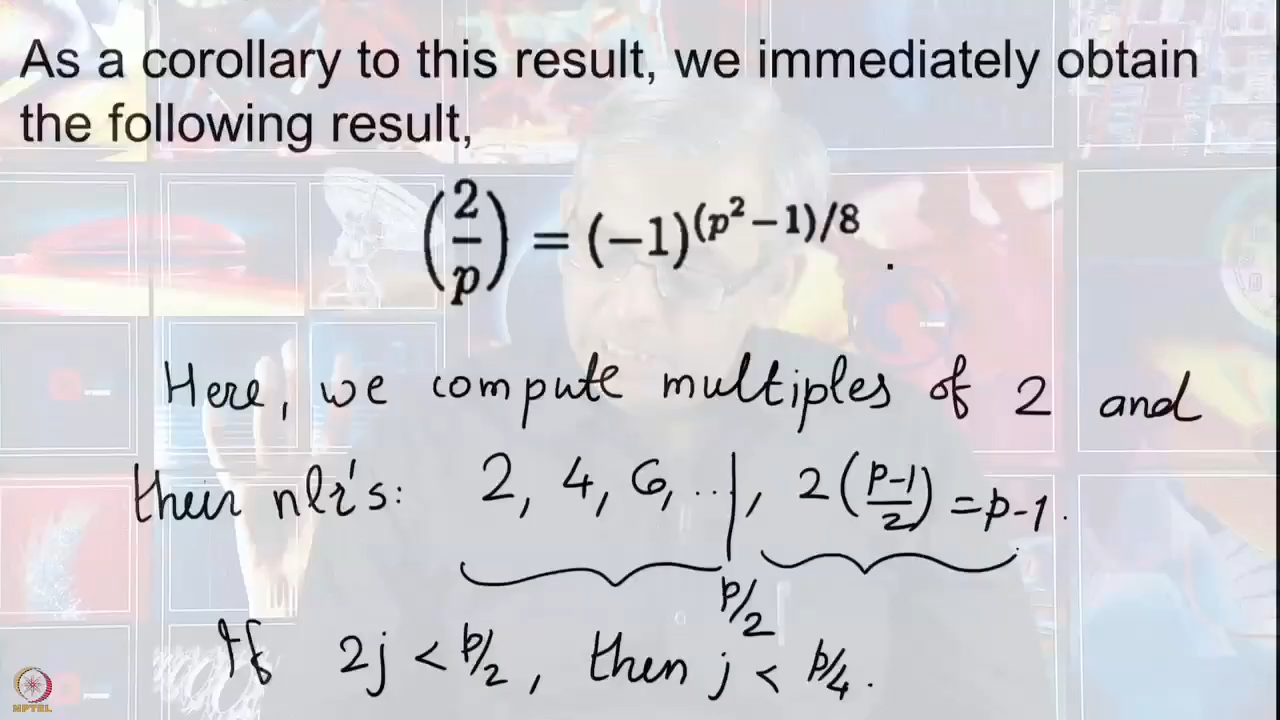 As a corollary to this result, we immediately obtain
the following result,
(2/p) = (−1)^{(p² − 1)/8} .
Here, we compute multiples of 2 and
their nlr's: 2, 4, 6, ..|, 2(p-1/2) = p-1.
p/2
If 2j < p/2, then j < p/4.
NPTEL